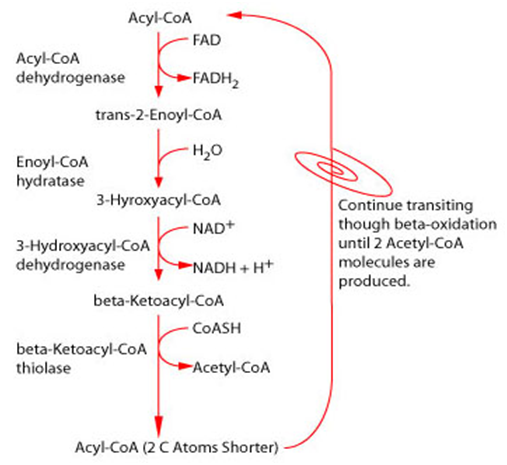 Acyl-CoA
FAD
Acyl-CoA
dehydrogenase
FADH2
trans-2-Enoyl-CoA
H2O
Enoyl-CoA
hydratase
3-Hyroxyacyl-CoA
NAD+
3-Hydroxyacyl-CoA
dehydrogenase
NADH + H+
beta-Ketoacyl-CoA
CoASH
beta-Ketoacyl-CoA
thiolase
Acetyl-CoA
Acyl-CoA (2 C Atoms Shorter)
Continue transiting
though beta-oxidation
until 2 Acetyl-CoA
molecules are
produced.